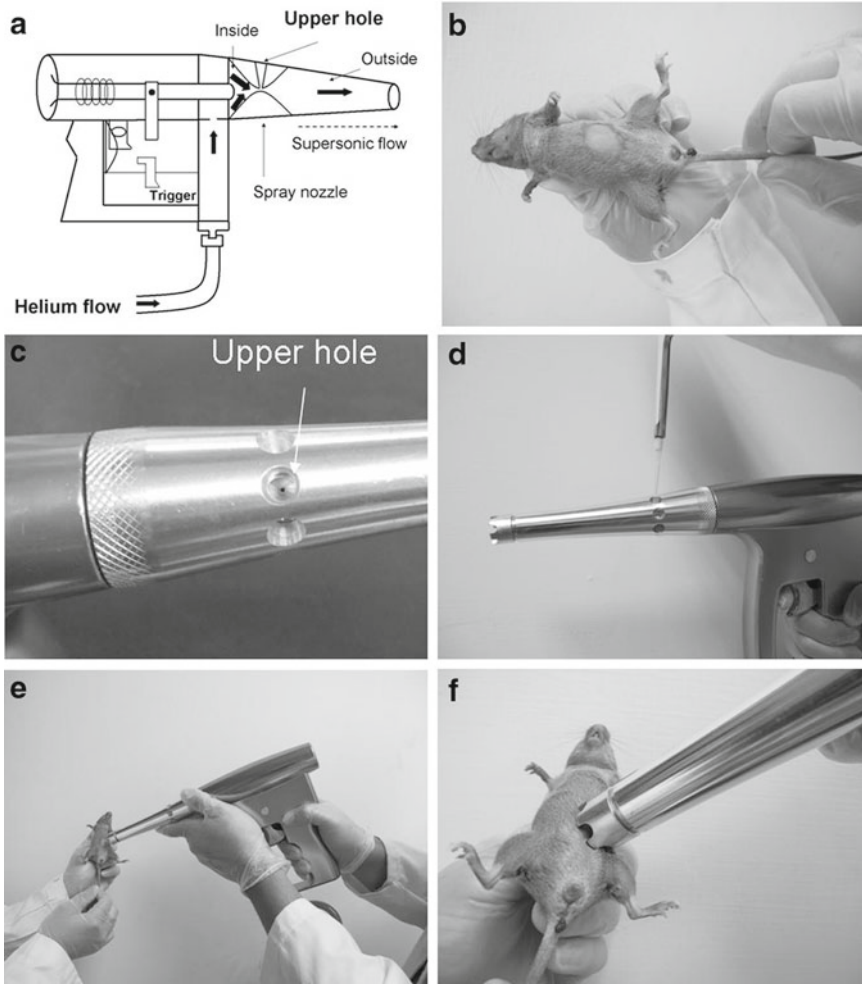 a
Inside
Upper hole
Outside
Supersonic flow
Trigger
Spray nozzle
Helium flow
b
c
Upper hole
d
e
f